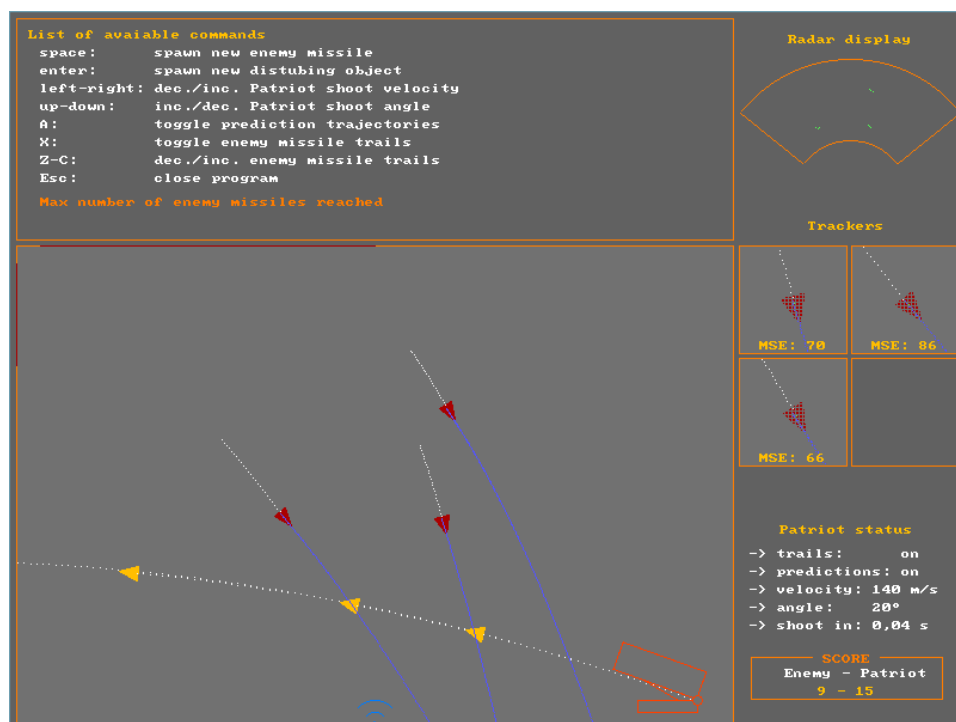 List of avaiable commands
space: spawn new enemy missile
enter: spawn new distubing object
left-right: dec./inc. Patriot shoot velocity
up-down: inc./dec. Patriot shoot angle
A: toggle prediction trajectories
X: toggle enemy missile trails
Z-C: dec./inc. enemy missile trails
Esc: close program
Max number of enemy missiles reached
Radar display
Trackers
MSE: 70
MSE: 86
MSE: 66
Patriot status
-> trails: on
-> predictions: on
-> velocity: 140 m/s
-> angle: 20°
-> shoot in: 0,04 s
SCORE
Enemy - Patriot
9 - 15